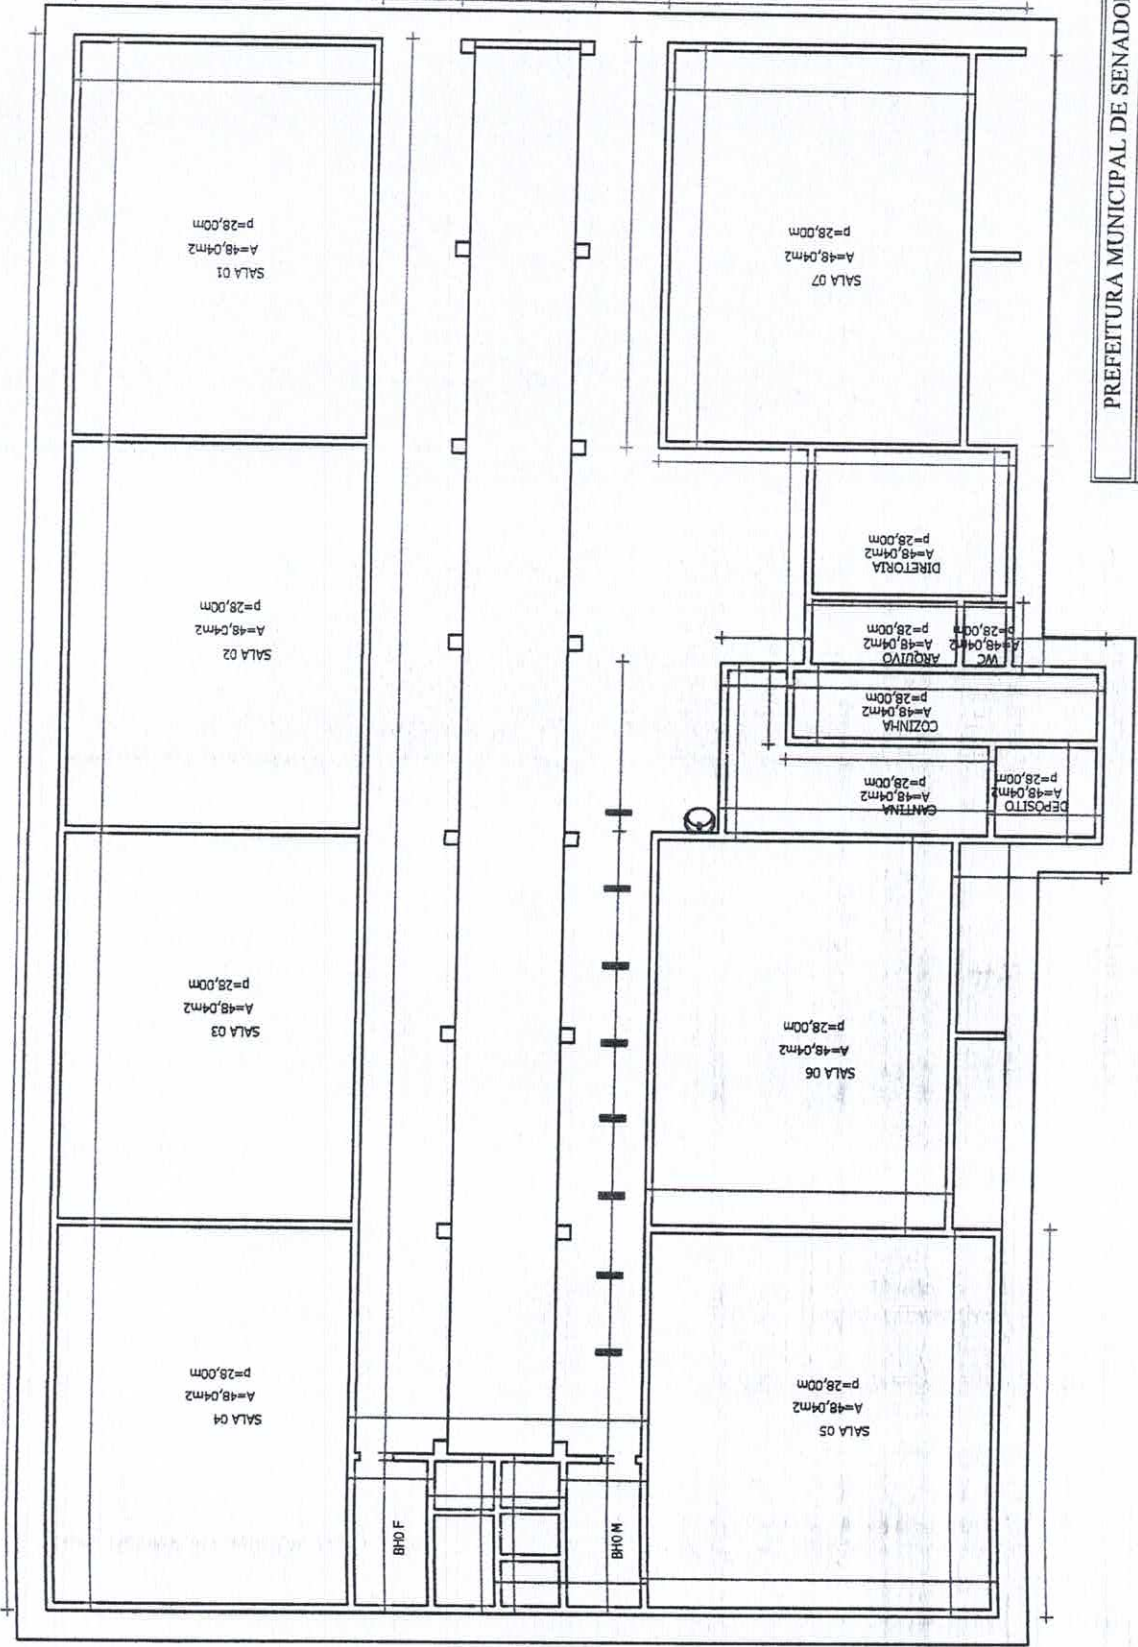 SALA 01
A=48,04m2
p=28,00m
SALA 02
A=48,04m2
p=28,00m
SALA 03
A=48,04m2
p=28,00m
SALA 04
A=48,04m2
p=28,00m
BHO F
BHO M
SALA 07
A=48,04m2
p=28,00m
DIRETORIA
A=48,04m2
p=28,00m
ARQUIVO
A=48,04m2
p=28,00m
WC
A=48,04m2
p=28,00m
COZINHA
A=48,04m2
p=28,00m
CANTINA
A=48,04m2
p=28,00m
DEPÓSITO
A=48,04m2
p=28,00m
SALA 06
A=48,04m2
p=28,00m
SALA 05
A=48,04m2
p=28,00m
PREFEITURA MUNICIPAL DE SENADO